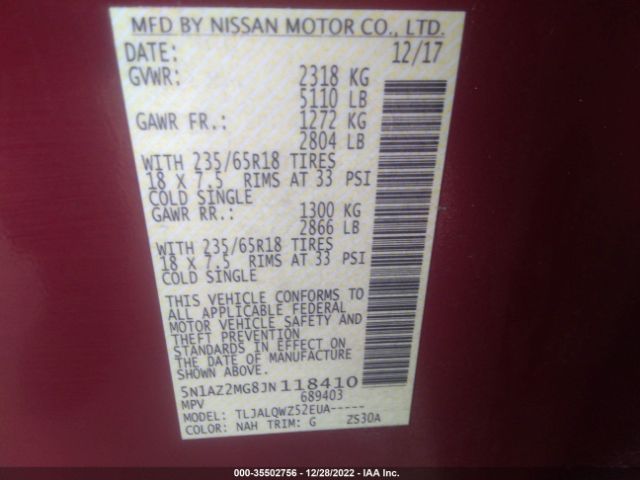 MFD BY NISSAN MOTOR CO., LTD.
DATE: 12/17
GVWR: 2318 KG
5110 LB
GAWR FR.: 1272 KG
2804 LB
WITH 235/65R18 TIRES
18 X 7.5 RIMS AT 33 PSI
COLD SINGLE
GAWR RR.: 1300 KG
2866 LB
WITH 235/65R18 TIRES
18 X 7.5 RIMS AT 33 PSI
COLD SINGLE
THIS VEHICLE CONFORMS TO
ALL APPLICABLE FEDERAL
MOTOR VEHICLE SAFETY AND
THEFT PREVENTION
STANDARDS IN EFFECT ON
THE DATE OF MANUFACTURE
SHOWN ABOVE.
5N1AZ2MG8JN118410
MPV 689403
MODEL: TLJALQWZ52EUA-----
COLOR: NAH TRIM: G ZS30A
000-35502756 - 12/28/2022 - IAA Inc.